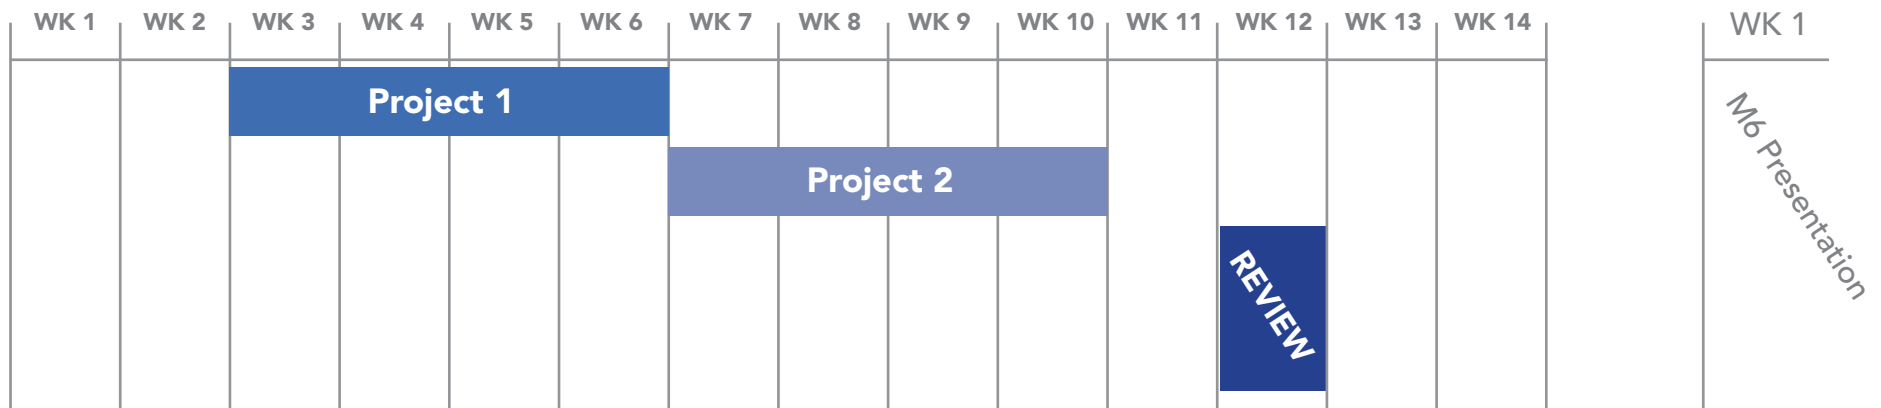 WK 1 WK 2 WK 3 WK 4 WK 5 WK 6 WK 7 WK 8 WK 9 WK 10 WK 11 WK 12 WK 13 WK 14 WK 1
Project 1
M6 Presentation
Project 2
REVIEW